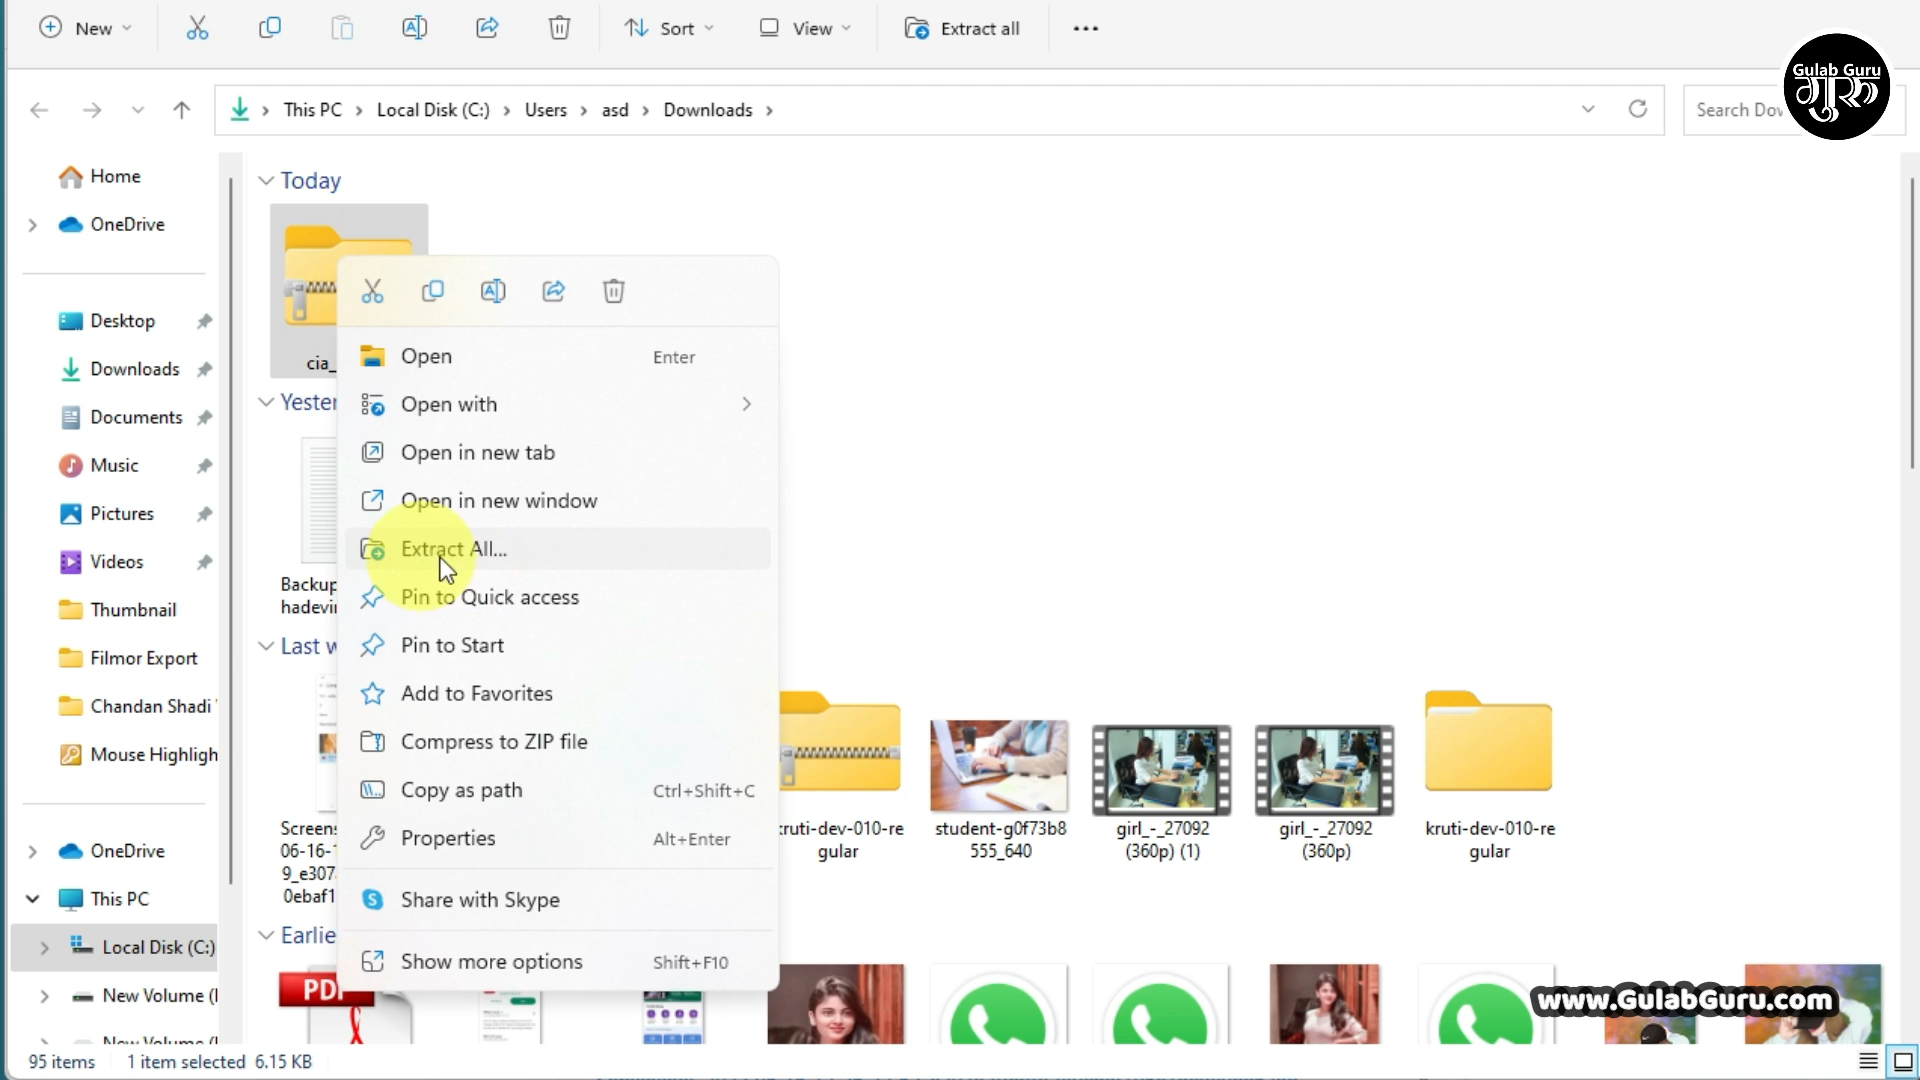 New
Sort
View
Extract all
Gulab Guru
गुरु
This PC
Local Disk (C:)
Users
asd
Downloads
Search Dow
Home
OneDrive
Desktop
Downloads
Documents
Music
Pictures
Videos
Thumbnail
Filmor Export
Chandan Shadi
Mouse Highligh
OneDrive
This PC
Local Disk (C:)
New Volume (
New Volume (
Today
cia_
Yester
Backup
hadevin
Last w
Screens
06-16-1
9_e307
0ebaf1
Earlie
PDF
Open Enter
Open with
Open in new tab
Open in new window
Extract All...
Pin to Quick access
Pin to Start
Add to Favorites
Compress to ZIP file
Copy as path Ctrl+Shift+C
Properties Alt+Enter
Share with Skype
Show more options Shift+F10
kruti-dev-010-re
gular
student-g0f73b8
555_640
girl_-_27092
(360p) (1)
girl_-_27092
(360p)
kruti-dev-010-re
gular
www.GulabGuru.com
95 items 1 item selected 6.15 KB